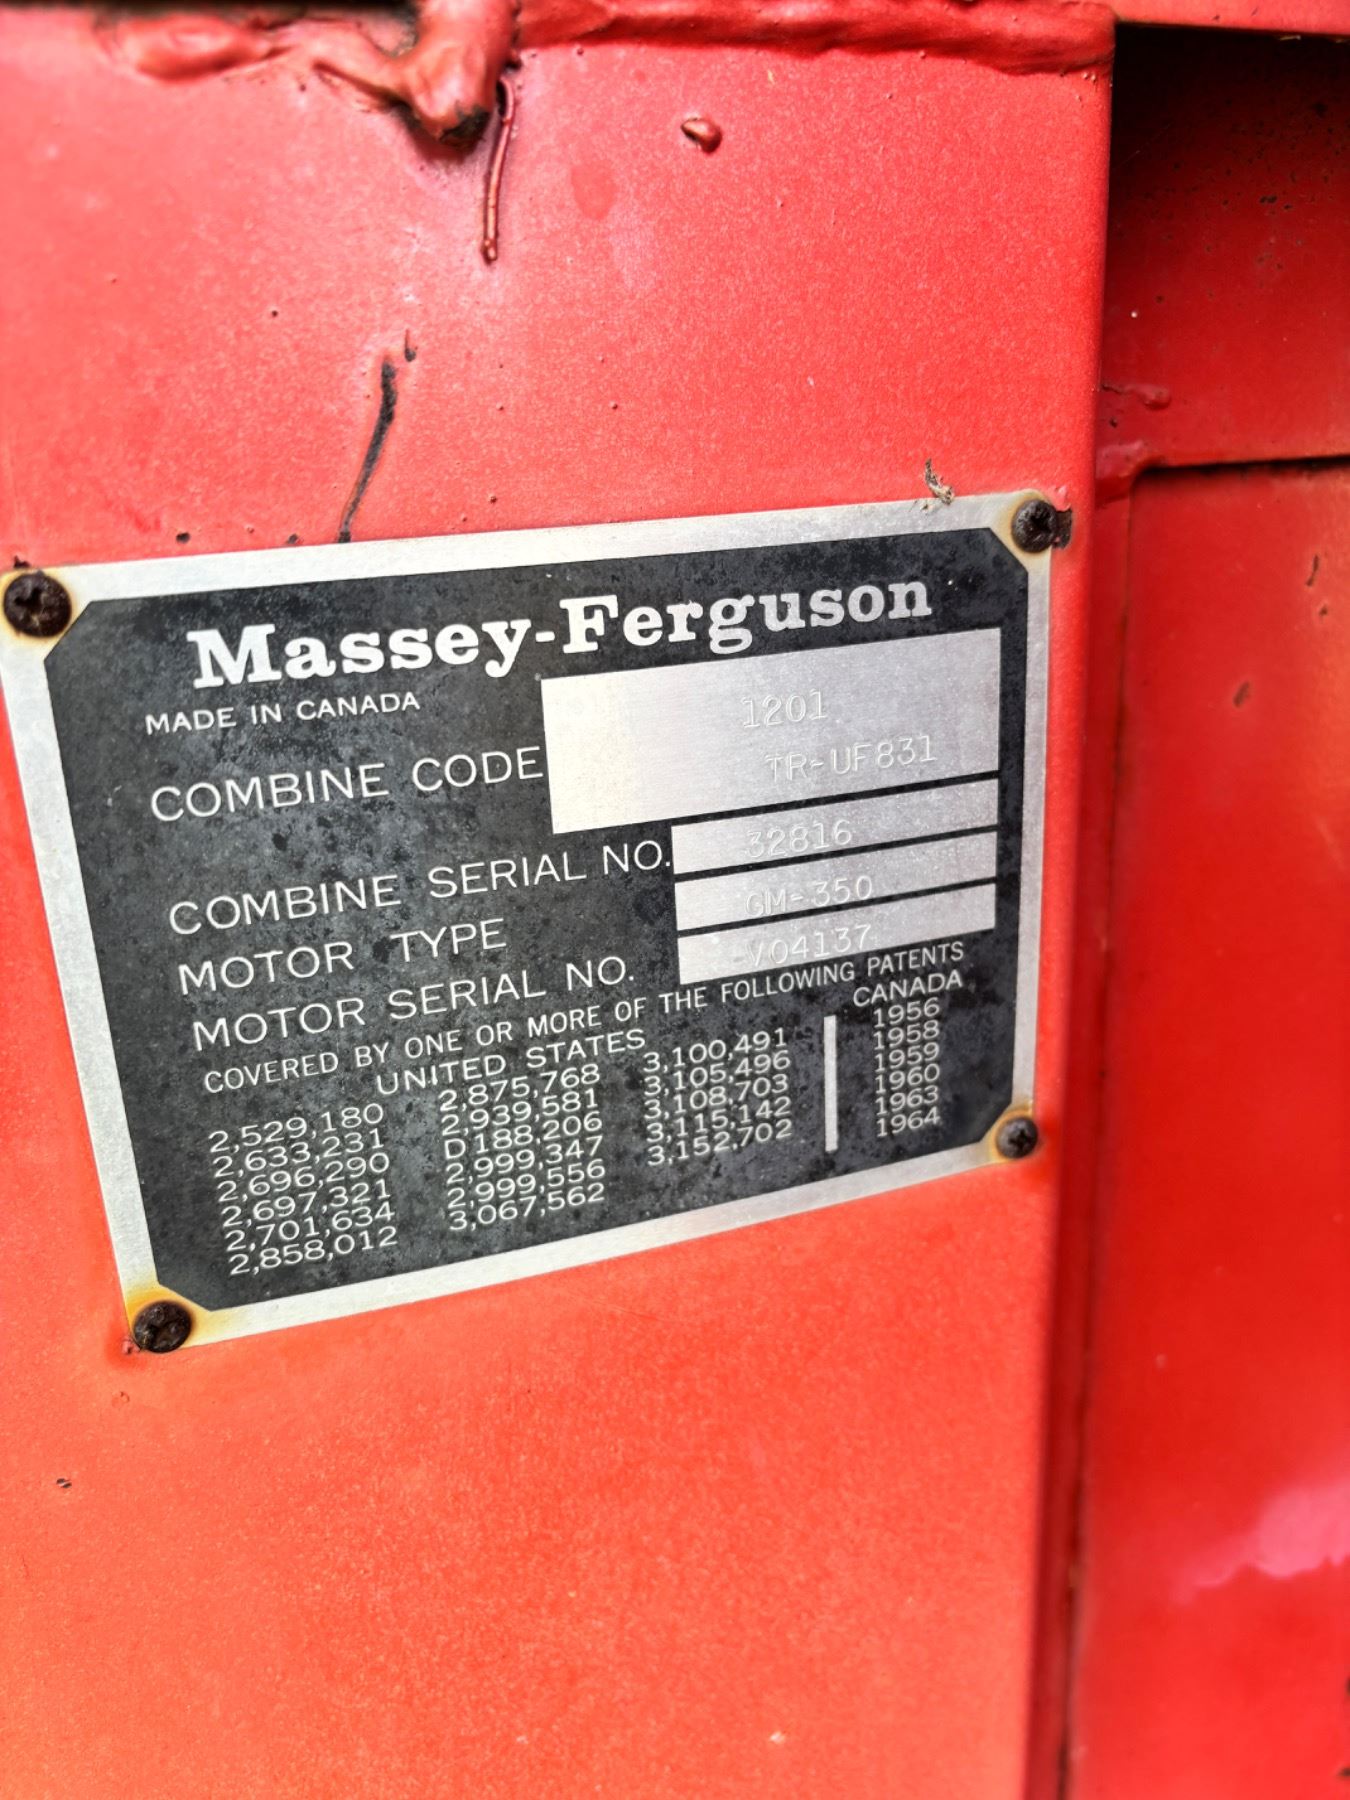 Massey-Ferguson
MADE IN CANADA
1201
COMBINE CODE TR-UF831
COMBINE SERIAL NO. 32816
MOTOR TYPE GM-350
MOTOR SERIAL NO. V04137
COVERED BY ONE OR MORE OF THE FOLLOWING PATENTS
UNITED STATES CANADA
2,529,180 2,875,768 3,100,491 1956
2,633,231 2,939,581 3,105,496 1958
2,696,290 D188,206 3,108,703 1959
2,697,321 2,999,347 3,115,142 1960
2,701,634 2,999,556 3,152,702 1963
2,858,012 3,067,562 1964